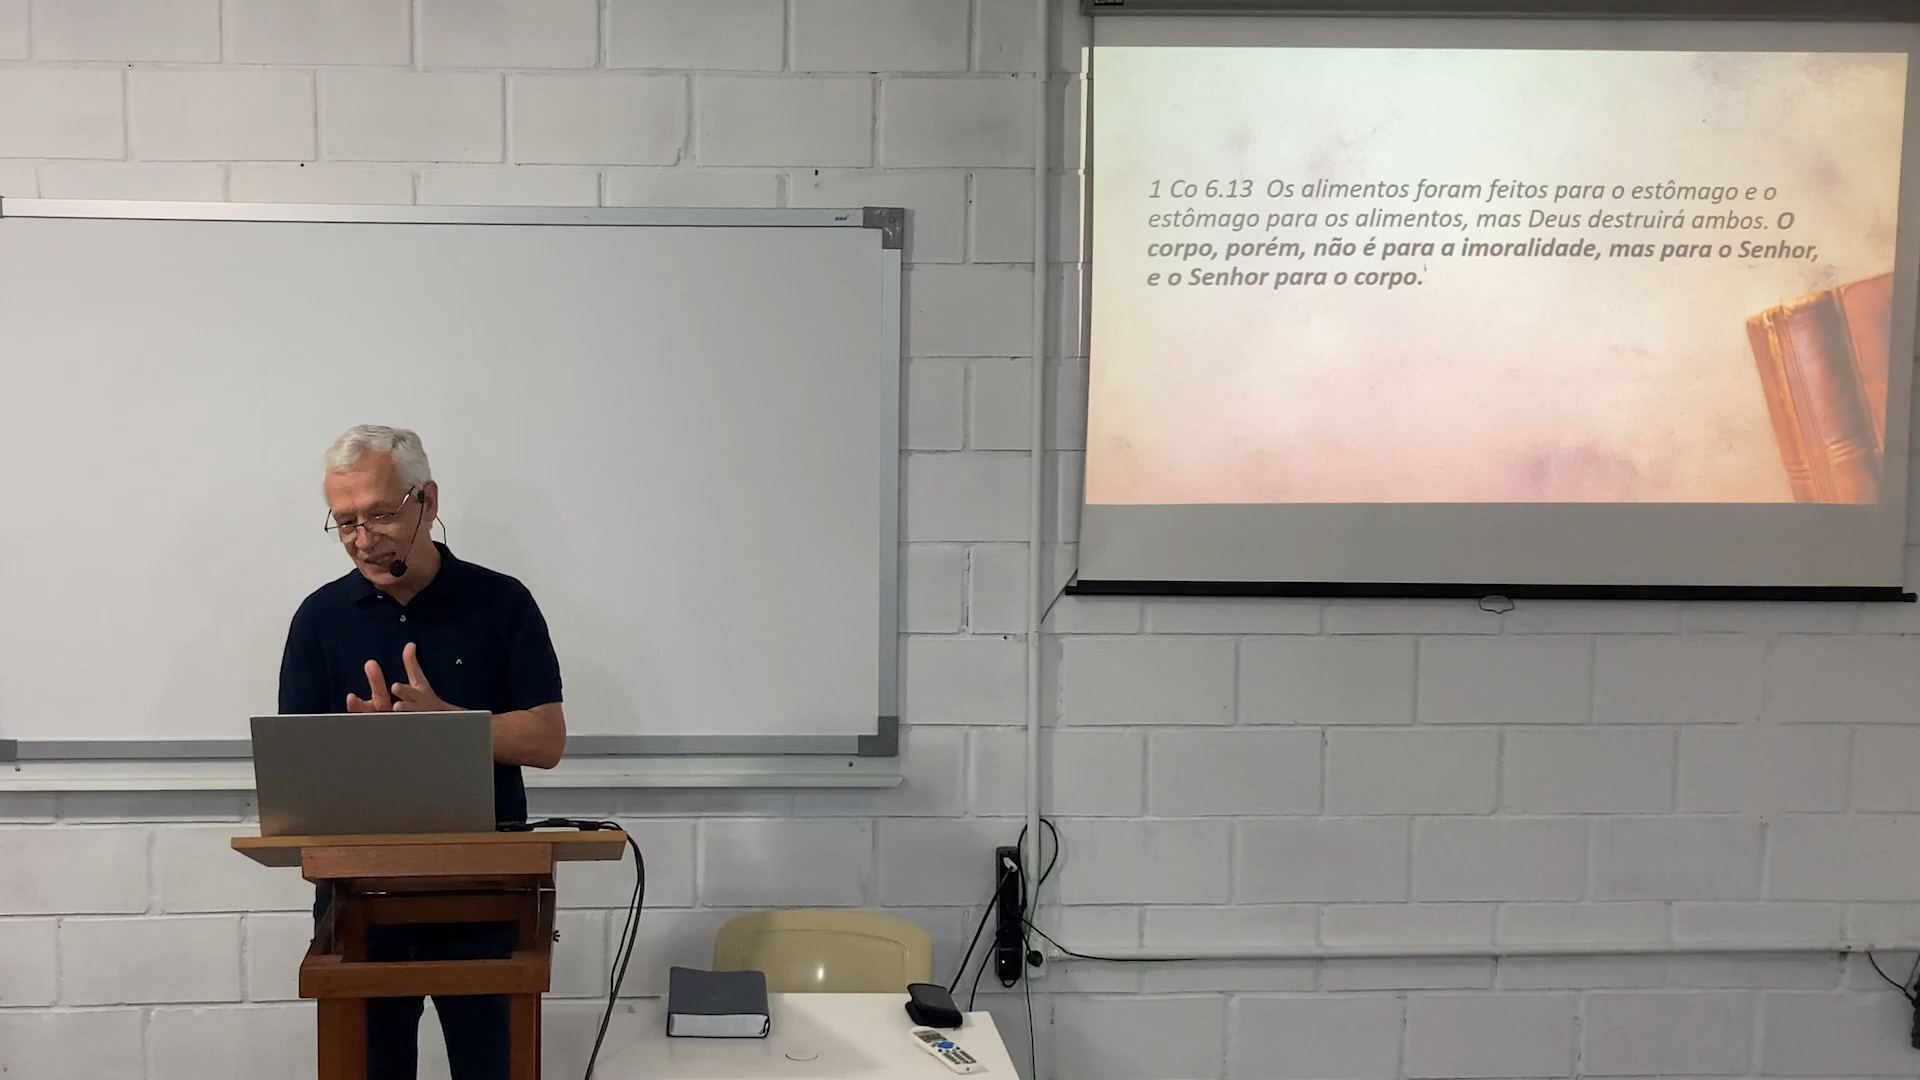 1 Co 6.13 Os alimentos foram feitos para o estômago e o
estômago para os alimentos, mas Deus destruirá ambos. O
corpo, porém, não é para a imoralidade, mas para o Senhor,
e o Senhor para o corpo.